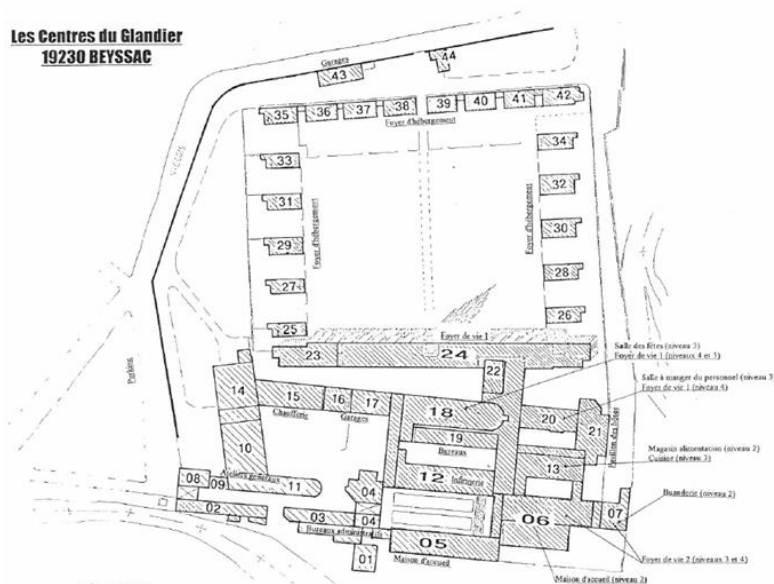 Les Centres du Glandier
19230 BEYSSAC
Garages
44
43
35
36
37
38
39
40
41
42
Foyer d'hébergement
34
33
32
31
30
29
28
27
26
25
Foyer d'hébergement
Foyer d'hébergement
Foyer de vie 1
23
24
22
Salle des fêtes (niveau 3)
Foyer de vie 1 (niveaux 4 et 5)
Parking
Salle à manger du personnel (niveau 3
Foyer de vie 1 (niveau 4)
14
15
16
17
18
20
21
Chaufferie
Garages
19
Bureaux
Pavillon des hôtes
10
Magasin alimentation (niveau 2)
Cuisine (niveau 3)
13
12
Infirmerie
Ateliers généraux
08
09
11
04
02
03
04
Bureaux administratifs
01
05
06
07
Buanderie (niveau 2)
Maison d'accueil
Foyer de vie 2 (niveaux 3 et 4)
Maison d'accueil (niveau 2)